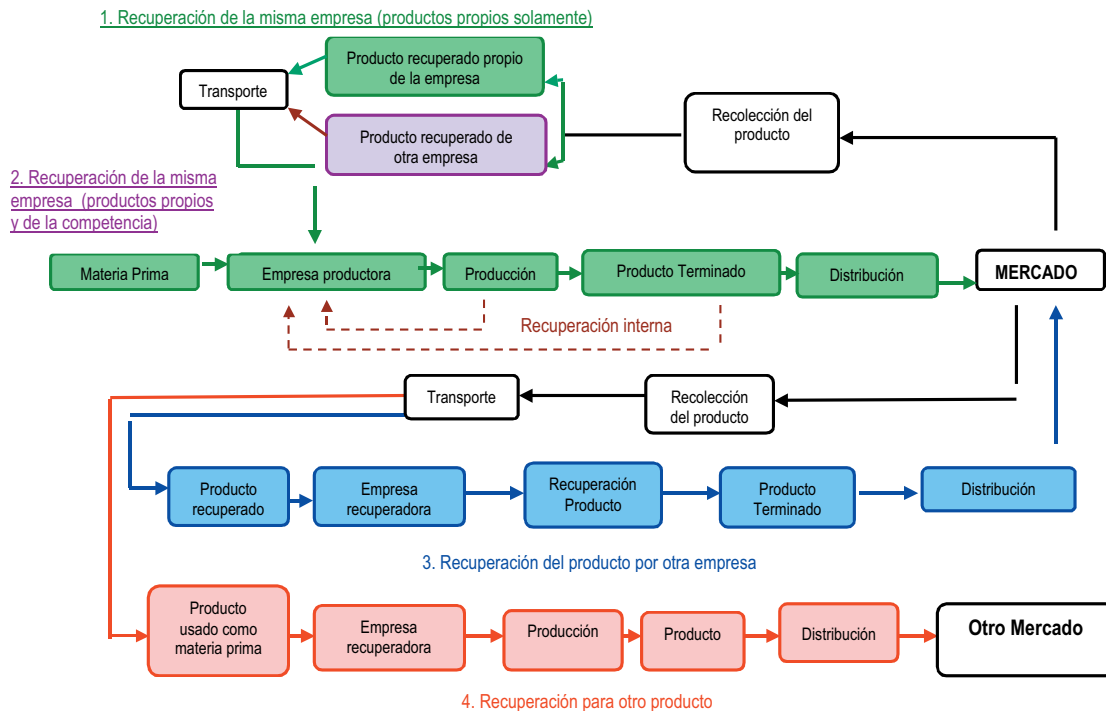 1. Recuperación de la misma empresa (productos propios solamente)
Producto recuperado propio
de la empresa
Transporte
Recolección del
producto
Producto recuperado de
otra empresa
2. Recuperación de la misma
empresa (productos propios
y de la competencia)
Materia Prima
Empresa productora
Producción
Producto Terminado
Distribución
MERCADO
Recuperación interna
Transporte
Recolección
del producto
Producto
recuperado
Empresa
recuperadora
Recuperación
Producto
Producto
Terminado
Distribución
3. Recuperación del producto por otra empresa
Producto
usado como
materia prima
Empresa
recuperadora
Producción
Producto
Distribución
Otro Mercado
4. Recuperación para otro producto